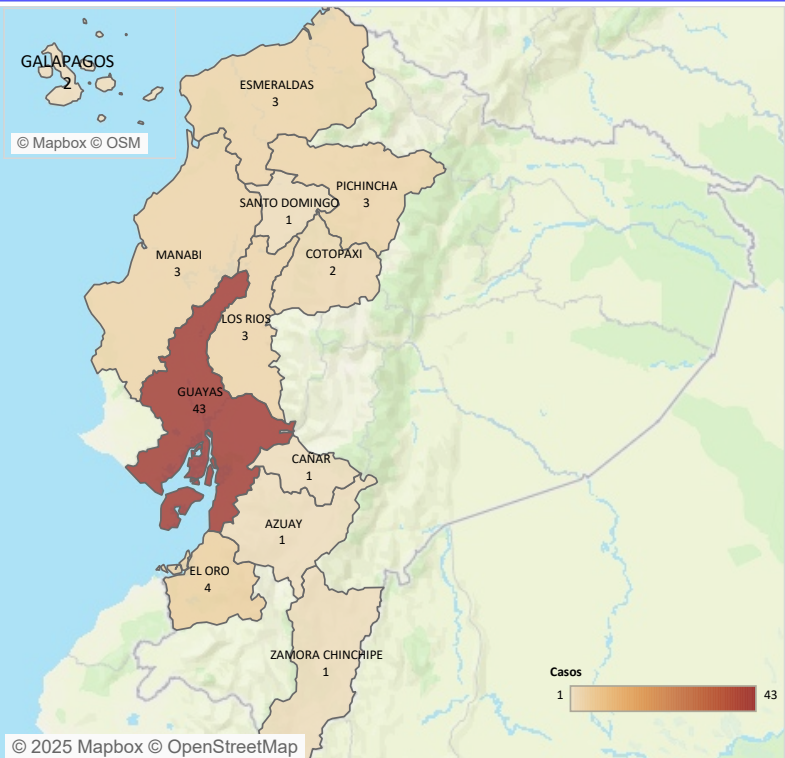 GALAPAGOS
2
© Mapbox © OSM
ESMERALDAS
3
PICHINCHA
3
SANTO DOMINGO
1
COTOPAXI
2
MANABI
3
LOS RIOS
3
GUAYAS
43
CAÑAR
1
AZUAY
1
EL ORO
4
ZAMORA CHINCHIPE
1
Casos
1
43
© 2025 Mapbox © OpenStreetMap